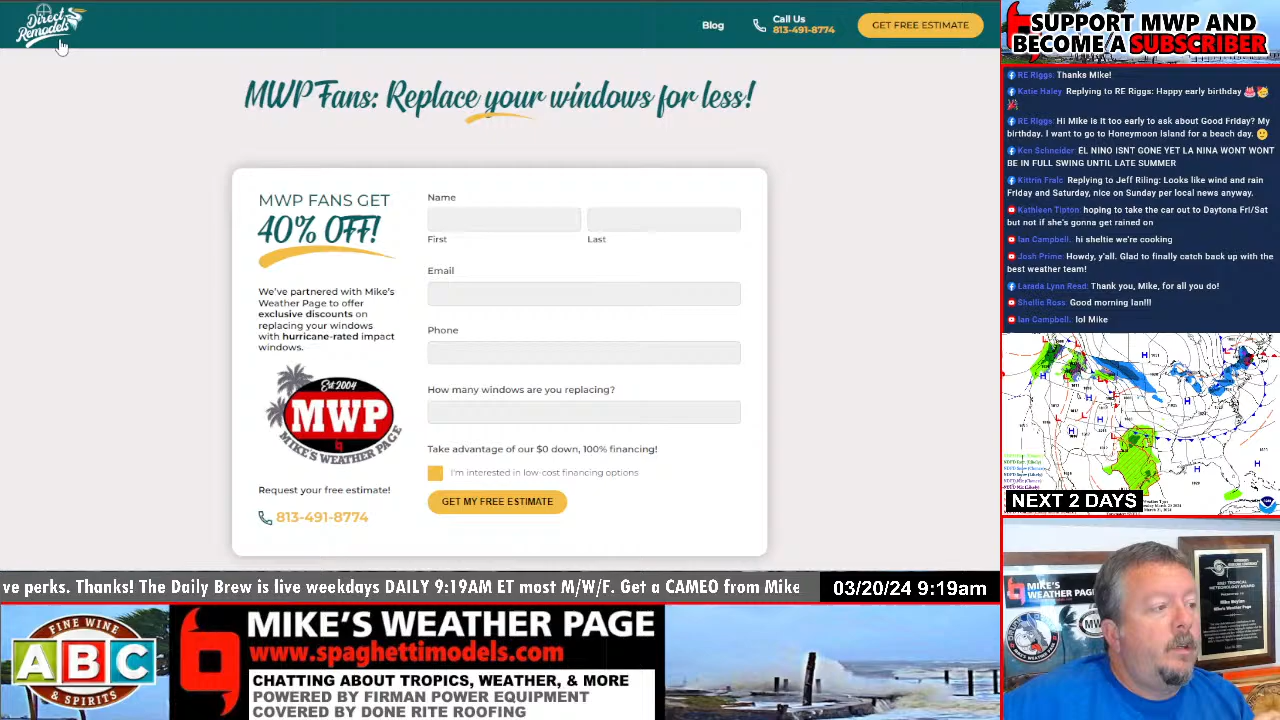 Direct
Remodels
Blog
Call Us
813-491-8774
GET FREE ESTIMATE
MWP Fans: Replace your windows for less!
MWP FANS GET
40% OFF!
We've partnered with Mike's
Weather Page to offer
exclusive discounts on
replacing your windows
with hurricane-rated impact
windows.
Est 2004
MWP
MIKE'S WEATHER PAGE
Request your free estimate!
813-491-8774
Name
First
Last
Email
Phone
How many windows are you replacing?
Take advantage of our $0 down, 100% financing!
I'm interested in low-cost financing options
GET MY FREE ESTIMATE
SUPPORT MWP AND
BECOME A SUBSCRIBER
RE Riggs: Thanks Mike!
Katie Haley: Replying to RE Riggs: Happy early birthday 🎂🥳
🎉
RE Riggs: Hi Mike is it too early to ask about Good Friday? My
birthday. I want to go to Honeymoon Island for a beach day. 🙂
Ken Schneider: EL NINO ISNT GONE YET LA NINA WONT WONT
BE IN FULL SWING UNTIL LATE SUMMER
Kittrin Fralc: Replying to Jeff Riling: Looks like wind and rain
Friday and Saturday, nice on Sunday per local news anyway.
Kathleen Tipton: hoping to take the car out to Daytona Fri/Sat
but not if she's gonna get rained on
Ian Campbell.: hi sheltie we're cooking
Josh Prime: Howdy, y'all. Glad to finally catch back up with the
best weather team!
Larada Lynn Read: Thank you, Mike, for all you do!
Shellie Ross: Good morning Ian!!!
Ian Campbell.: lol Mike
NEXT 2 DAYS
ve perks. Thanks! The Daily Brew is live weekdays DAILY 9:19AM ET most M/W/F. Get a CAMEO from Mike
03/20/24 9:19am
FINE WINE
ABC
& SPIRITS
MIKE'S WEATHER PAGE
www.spaghettimodels.com
CHATTING ABOUT TROPICS, WEATHER, & MORE
POWERED BY FIRMAN POWER EQUIPMENT
COVERED BY DONE RITE ROOFING
MIKE'S
WEATHER PAGE
MWP